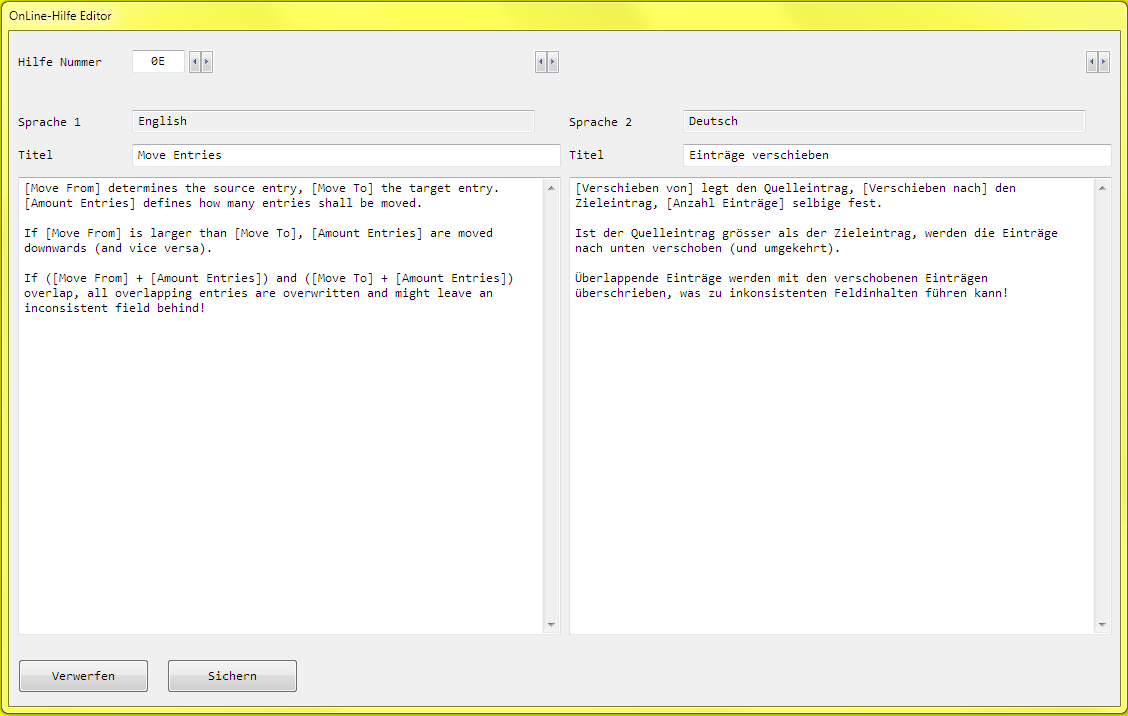 OnLine-Hilfe Editor
Hilfe Nummer 0E
Sprache 1 English
Sprache 2 Deutsch
Titel Move Entries
Titel Einträge verschieben
[Move From] determines the source entry, [Move To] the target entry.
[Amount Entries] defines how many entries shall be moved.
If [Move From] is larger than [Move To], [Amount Entries] are moved
downwards (and vice versa).
If ([Move From] + [Amount Entries]) and ([Move To] + [Amount Entries])
overlap, all overlapping entries are overwritten and might leave an
inconsistent field behind!
[Verschieben von] legt den Quelleintrag, [Verschieben nach] den
Zieleintrag, [Anzahl Einträge] selbige fest.
Ist der Quelleintrag grösser als der Zieleintrag, werden die Einträge
nach unten verschoben (und umgekehrt).
Überlappende Einträge werden mit den verschobenen Einträgen
überschrieben, was zu inkonsistenten Feldinhalten führen kann!
Verwerfen
Sichern